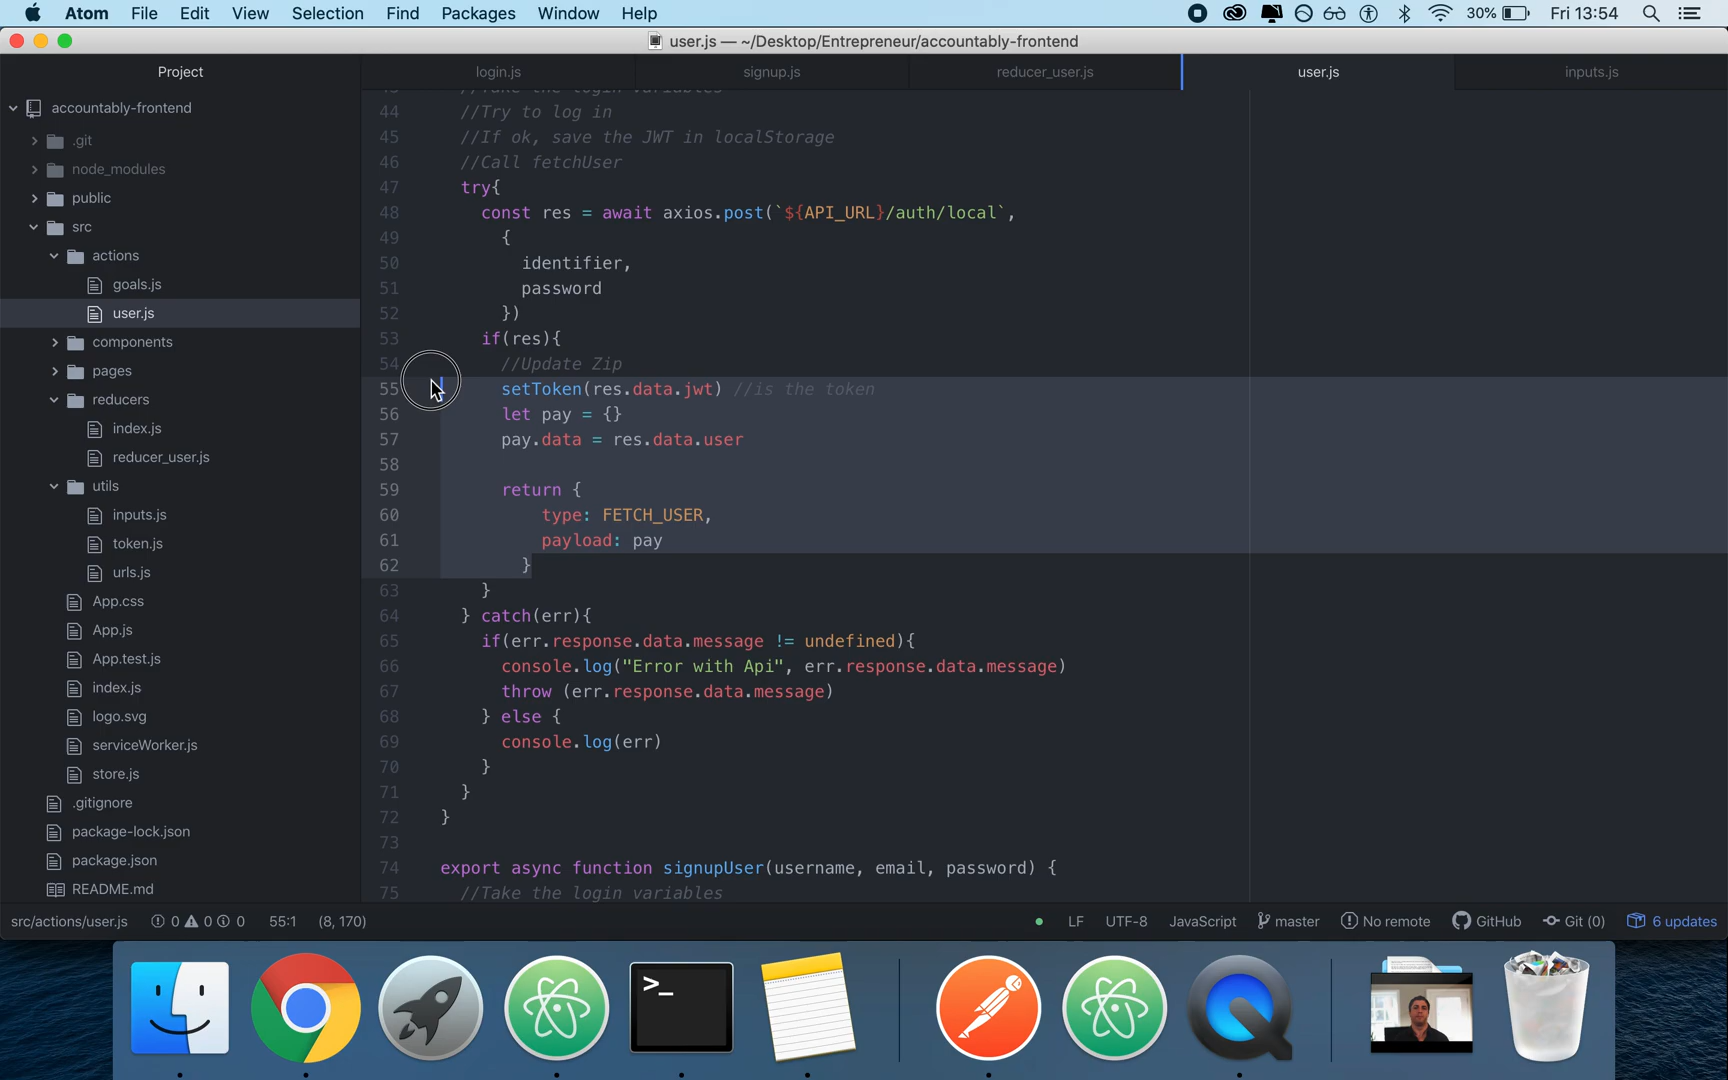 Atom File Edit View Selection Find Packages Window Help 30% Fri 13:54
user.js — ~/Desktop/Entrepreneur/accountably-frontend
Project
login.js signup.js reducer_user.js user.js inputs.js
accountably-frontend
.git
node_modules
public
src
actions
goals.js
user.js
components
pages
reducers
index.js
reducer_user.js
utils
inputs.js
token.js
urls.js
App.css
App.js
App.test.js
index.js
logo.svg
serviceWorker.js
store.js
.gitignore
package-lock.json
package.json
README.md
43 //Take the login variables
44 //Try to log in
45 //If ok, save the JWT in localStorage
46 //Call fetchUser
47 try{
48 const res = await axios.post(`${API_URL}/auth/local`,
49 {
50 identifier,
51 password
52 })
53 if(res){
54 //Update Zip
55 setToken(res.data.jwt) //is the token
56 let pay = {}
57 pay.data = res.data.user
58
59 return {
60 type: FETCH_USER,
61 payload: pay
62 }
63 }
64 } catch(err){
65 if(err.response.data.message != undefined){
66 console.log("Error with Api", err.response.data.message)
67 throw (err.response.data.message)
68 } else {
69 console.log(err)
70 }
71 }
72 }
73
74 export async function signupUser(username, email, password) {
75 //Take the login variables
src/actions/user.js 0 0 0 55:1 (8, 170) LF UTF-8 JavaScript master No remote GitHub Git (0) 6 updates